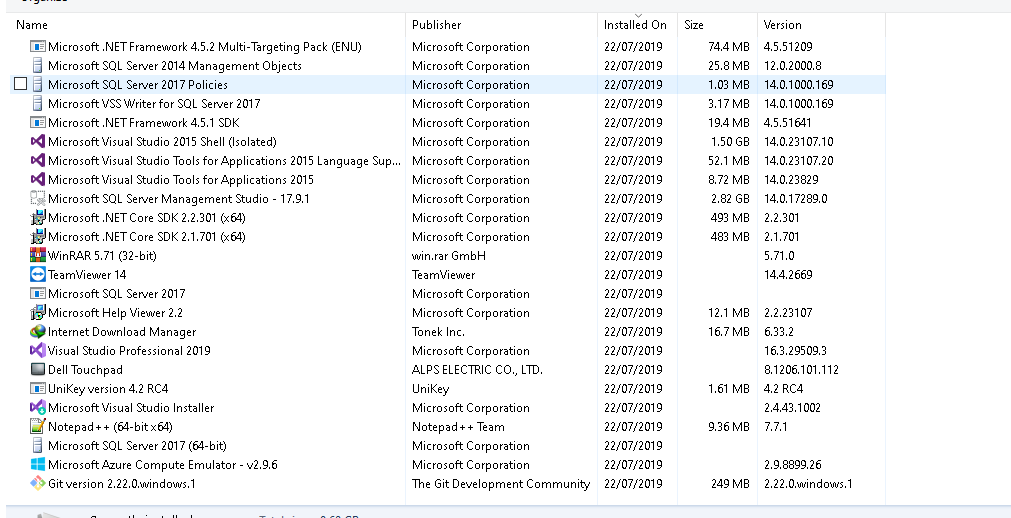 Name Publisher Installed On Size Version
Microsoft .NET Framework 4.5.2 Multi-Targeting Pack (ENU) Microsoft Corporation 22/07/2019 74.4 MB 4.5.51209
Microsoft SQL Server 2014 Management Objects Microsoft Corporation 22/07/2019 25.8 MB 12.0.2000.8
Microsoft SQL Server 2017 Policies Microsoft Corporation 22/07/2019 1.03 MB 14.0.1000.169
Microsoft VSS Writer for SQL Server 2017 Microsoft Corporation 22/07/2019 3.17 MB 14.0.1000.169
Microsoft .NET Framework 4.5.1 SDK Microsoft Corporation 22/07/2019 19.4 MB 4.5.51641
Microsoft Visual Studio 2015 Shell (Isolated) Microsoft Corporation 22/07/2019 1.50 GB 14.0.23107.10
Microsoft Visual Studio Tools for Applications 2015 Language Sup... Microsoft Corporation 22/07/2019 52.1 MB 14.0.23107.20
Microsoft Visual Studio Tools for Applications 2015 Microsoft Corporation 22/07/2019 8.72 MB 14.0.23829
Microsoft SQL Server Management Studio - 17.9.1 Microsoft Corporation 22/07/2019 2.82 GB 14.0.17289.0
Microsoft .NET Core SDK 2.2.301 (x64) Microsoft Corporation 22/07/2019 493 MB 2.2.301
Microsoft .NET Core SDK 2.1.701 (x64) Microsoft Corporation 22/07/2019 483 MB 2.1.701
WinRAR 5.71 (32-bit) win.rar GmbH 22/07/2019 5.71.0
TeamViewer 14 TeamViewer 22/07/2019 14.4.2669
Microsoft SQL Server 2017 Microsoft Corporation 22/07/2019
Microsoft Help Viewer 2.2 Microsoft Corporation 22/07/2019 12.1 MB 2.2.23107
Internet Download Manager Tonek Inc. 22/07/2019 16.7 MB 6.33.2
Visual Studio Professional 2019 Microsoft Corporation 22/07/2019 16.3.29509.3
Dell Touchpad ALPS ELECTRIC CO., LTD. 22/07/2019 8.1206.101.112
UniKey version 4.2 RC4 UniKey 22/07/2019 1.61 MB 4.2 RC4
Microsoft Visual Studio Installer Microsoft Corporation 22/07/2019 2.4.43.1002
Notepad++ (64-bit x64) Notepad++ Team 22/07/2019 9.36 MB 7.7.1
Microsoft SQL Server 2017 (64-bit) Microsoft Corporation 22/07/2019
Microsoft Azure Compute Emulator - v2.9.6 Microsoft Corporation 22/07/2019 2.9.8899.26
Git version 2.22.0.windows.1 The Git Development Community 22/07/2019 249 MB 2.22.0.windows.1